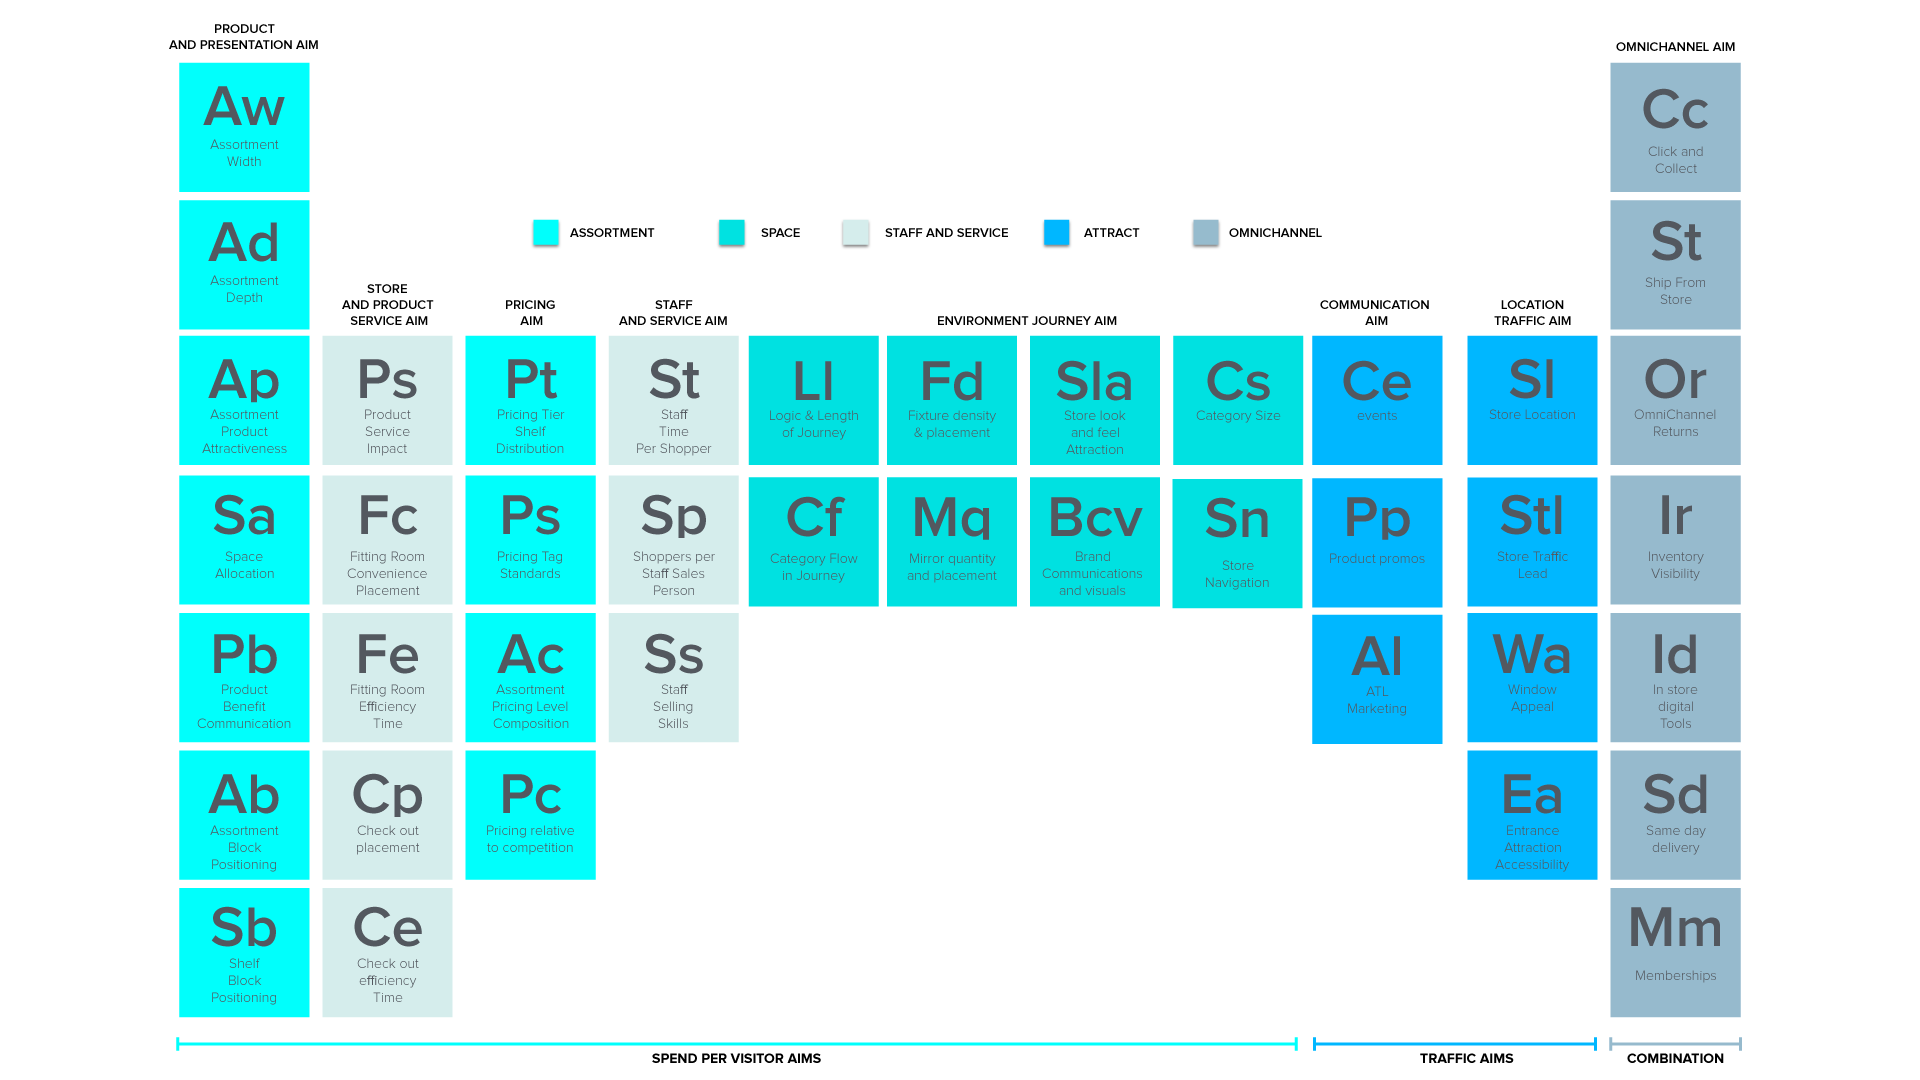 PRODUCT
AND PRESENTATION AIM
OMNICHANNEL AIM
Aw
Assortment
Width
Cc
Click and
Collect
Ad
Assortment
Depth
ASSORTMENT
SPACE
STAFF AND SERVICE
ATTRACT
OMNICHANNEL
St
Ship From
Store
STORE
AND PRODUCT
SERVICE AIM
PRICING
AIM
STAFF
AND SERVICE AIM
ENVIRONMENT JOURNEY AIM
COMMUNICATION
AIM
LOCATION
TRAFFIC AIM
Ap
Assortment
Product
Attractiveness
Ps
Product
Service
Impact
Pt
Pricing Tier
Shelf
Distribution
St
Staff
Time
Per Shopper
Ll
Logic & Length
of Journey
Fd
Fixture density
& placement
Sla
Store look
and feel
Attraction
Cs
Category Size
Ce
events
Sl
Store Location
Or
OmniChannel
Returns
Sa
Space
Allocation
Fc
Fitting Room
Convenience
Placement
Ps
Pricing Tag
Standards
Sp
Shoppers per
Staff Sales
Person
Cf
Category Flow
in Journey
Mq
Mirror quantity
and placement
Bcv
Brand
Communications
and visuals
Sn
Store
Navigation
Pp
Product promos
Stl
Store Traffic
Lead
Ir
Inventory
Visibility
Pb
Product
Benefit
Communication
Fe
Fitting Room
Efficiency
Time
Ac
Assortment
Pricing Level
Composition
Ss
Staff
Selling
Skills
Al
ATL
Marketing
Wa
Window
Appeal
Id
In store
digital
Tools
Ab
Assortment
Block
Positioning
Cp
Check out
placement
Pc
Pricing relative
to competition
Ea
Entrance
Attraction
Accessibility
Sd
Same day
delivery
Sb
Shelf
Block
Positioning
Ce
Check out
efficiency
Time
Mm
Memberships
SPEND PER VISITOR AIMS
TRAFFIC AIMS
COMBINATION